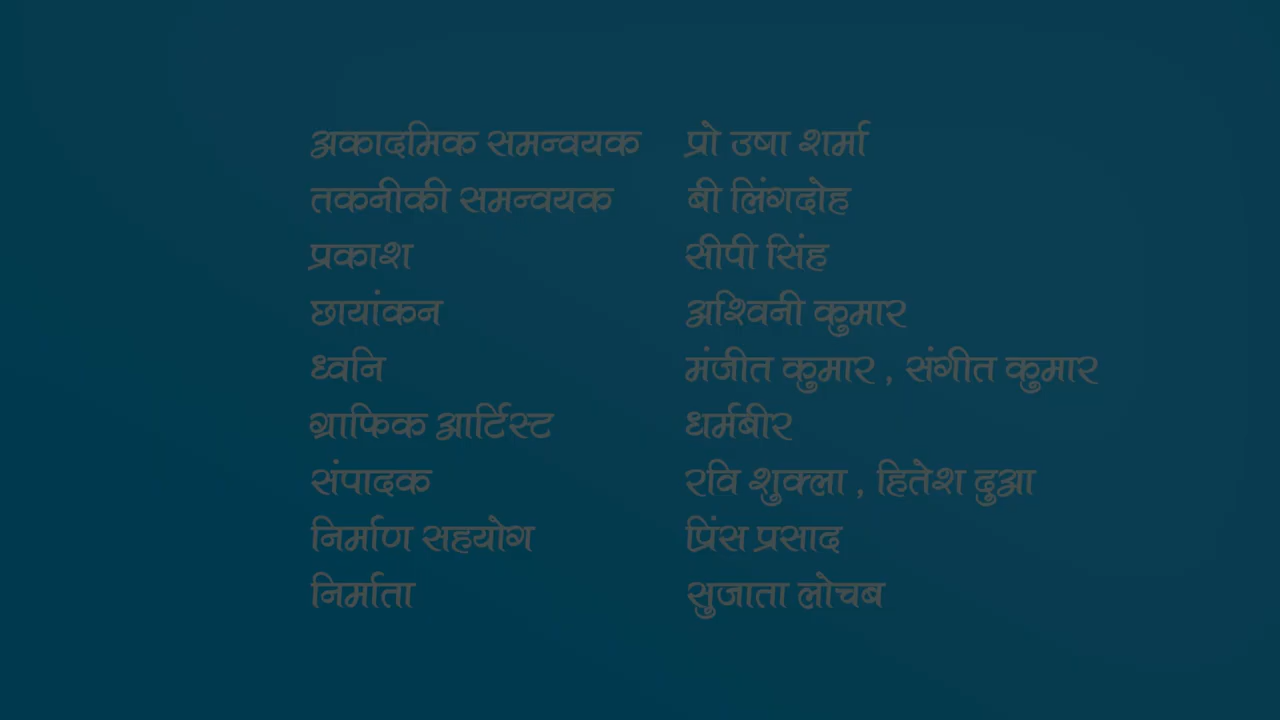 अकादमिक समन्वयक प्रो उषा शर्मा
तकनीकी समन्वयक बी लिंगदोह
प्रकाश सीपी सिंह
छायांकन अश्विनी कुमार
ध्वनि मंजीत कुमार , संगीत कुमार
ग्राफिक आर्टिस्ट धर्मबीर
संपादक रवि शुक्ला , हितेश दुआ
निर्माण सहयोग प्रिंस प्रसाद
निर्माता सुजाता लोचब